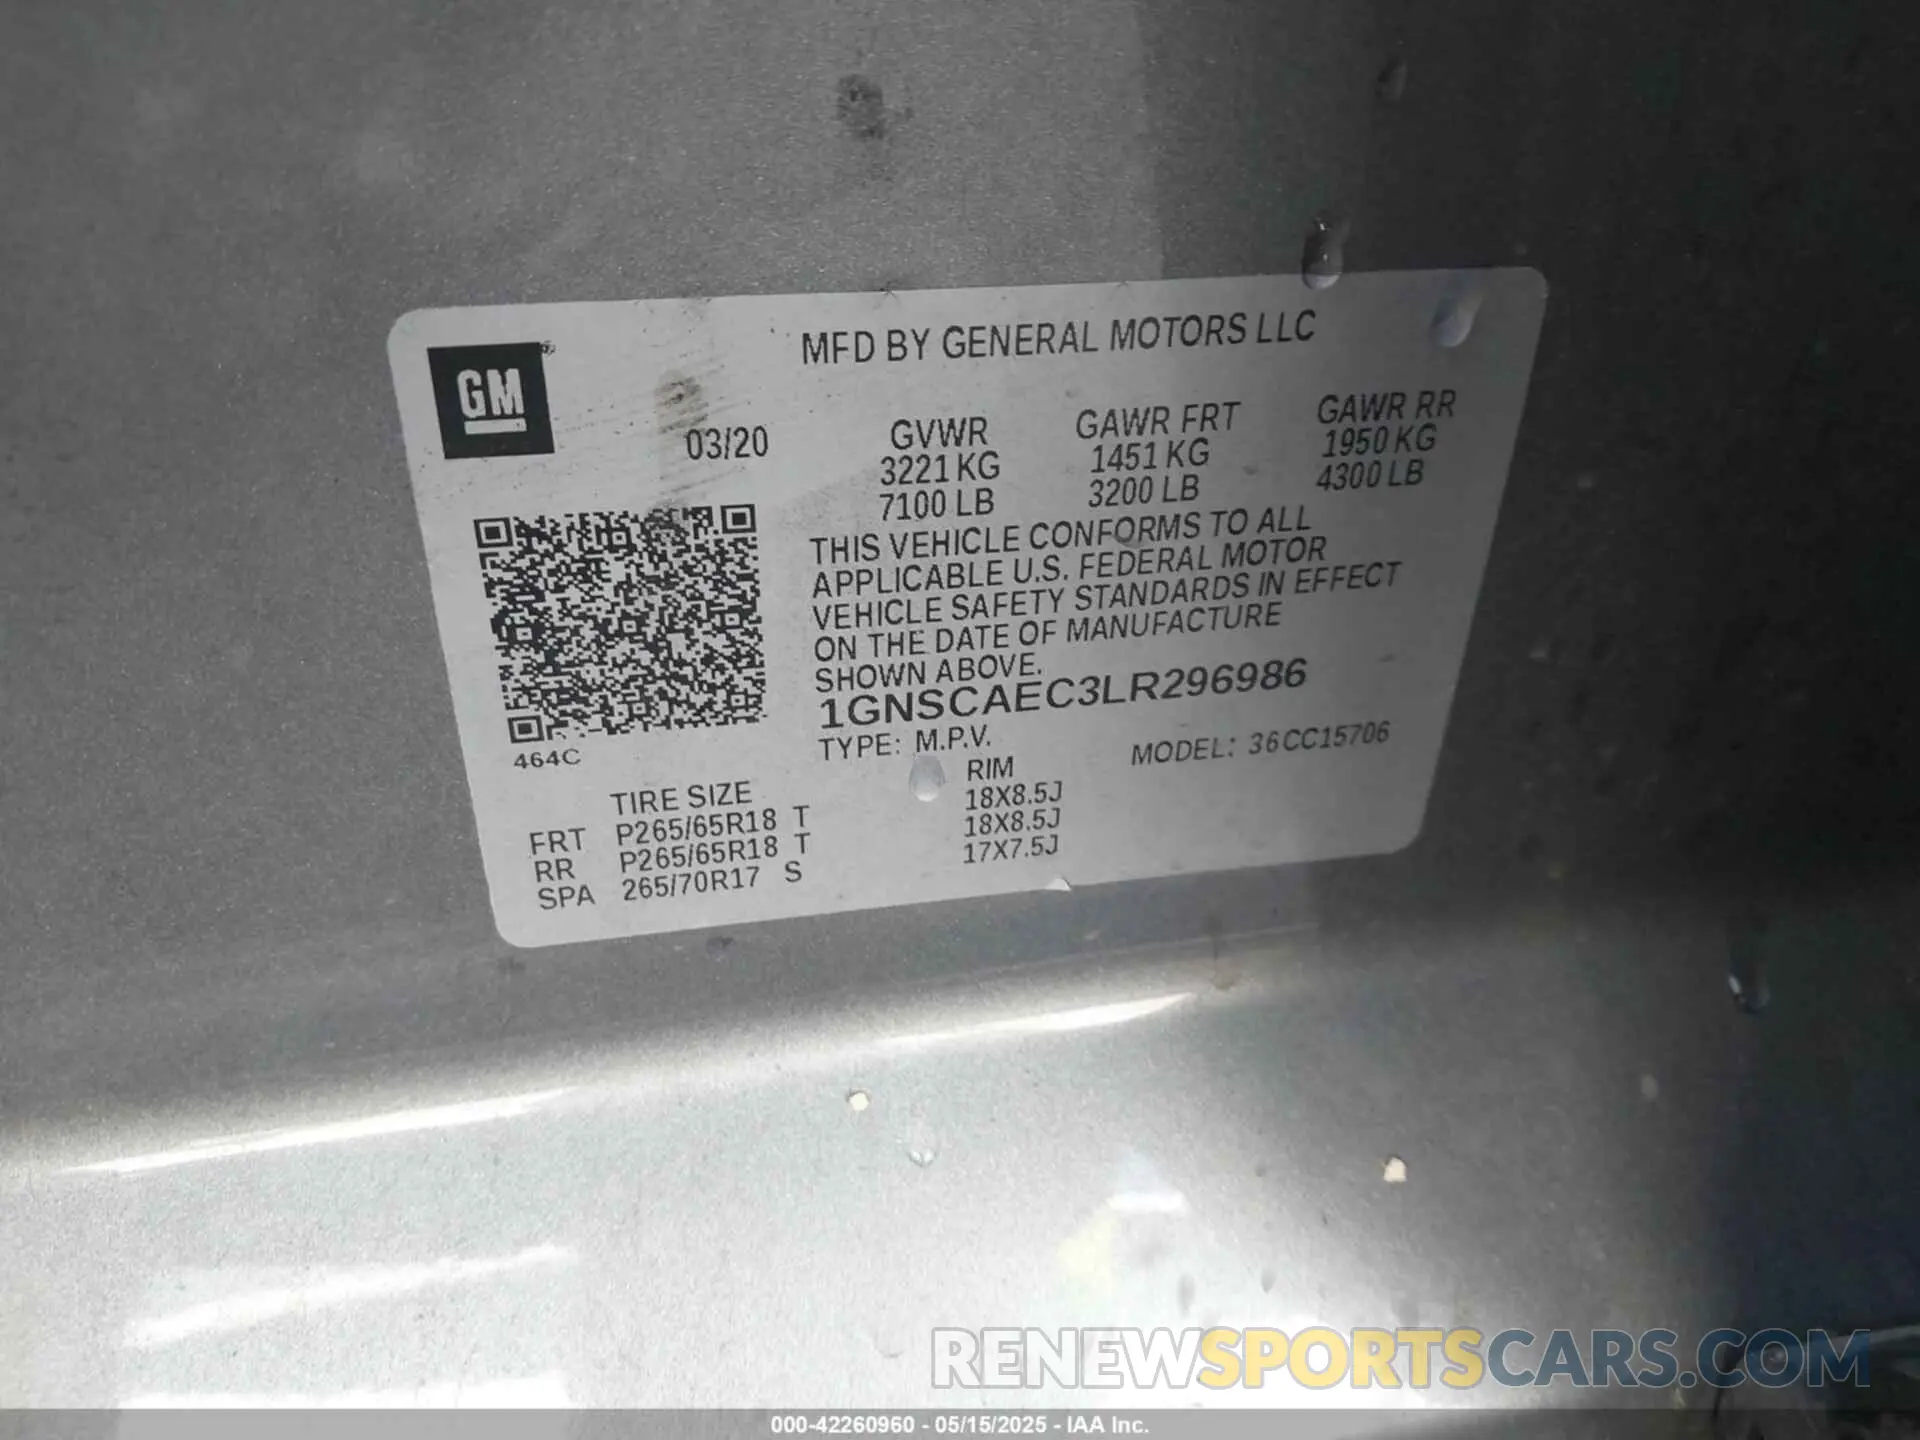 GM
MFD BY GENERAL MOTORS LLC
03/20
GVWR GAWR FRT GAWR RR
3221 KG 1451 KG 1950 KG
7100 LB 3200 LB 4300 LB
THIS VEHICLE CONFORMS TO ALL
APPLICABLE U.S. FEDERAL MOTOR
VEHICLE SAFETY STANDARDS IN EFFECT
ON THE DATE OF MANUFACTURE
SHOWN ABOVE.
1GNSCAEC3LR296986
TYPE: M.P.V. MODEL: 36CC15706
464C
TIRE SIZE RIM
FRT P265/65R18 T 18X8.5J
RR P265/65R18 T 18X8.5J
SPA 265/70R17 S 17X7.5J
RENEWSPORTSCARS.COM
000-42260960 - 05/15/2025 - IAA Inc.